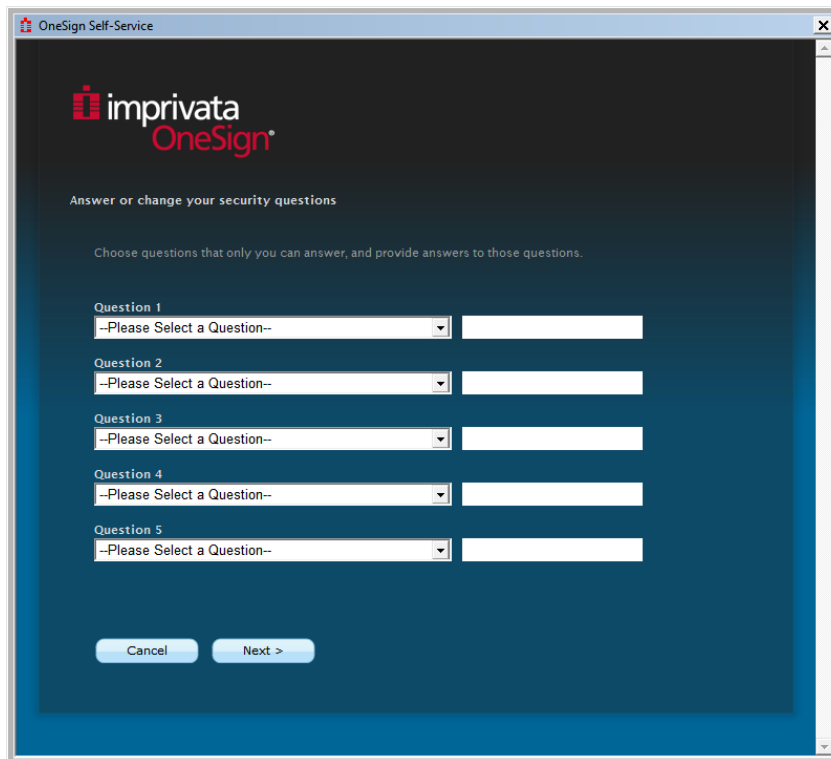 OneSign Self-Service
imprivata
OneSign®
Answer or change your security questions
Choose questions that only you can answer, and provide answers to those questions.
Question 1
--Please Select a Question--
Question 2
--Please Select a Question--
Question 3
--Please Select a Question--
Question 4
--Please Select a Question--
Question 5
--Please Select a Question--
Cancel Next >